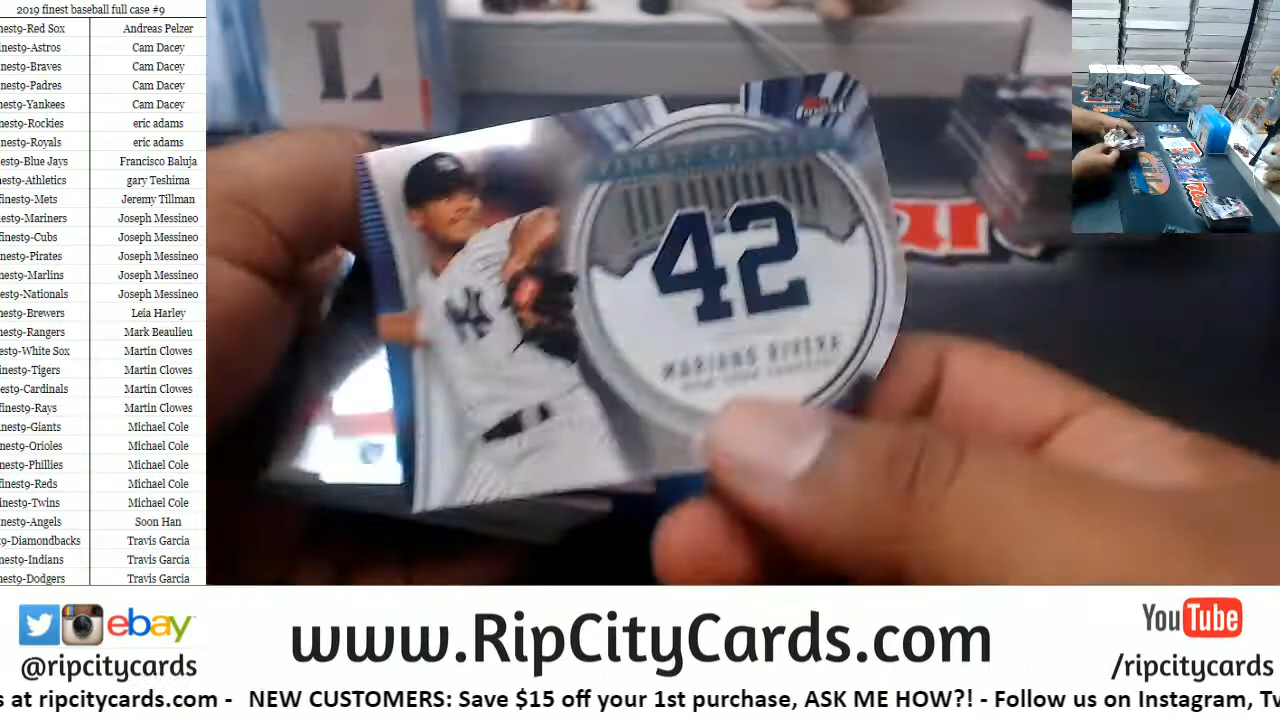 2019 finest baseball full case #9
nest9-Red Sox Andreas Pelzer
inest9-Astros Cam Dacey
inest9-Braves Cam Dacey
inest9-Padres Cam Dacey
nest9-Yankees Cam Dacey
nest9-Rockies eric adams
inest9-Royals eric adams
nest9-Blue Jays Francisco Baluja
nest9-Athletics gary Teshima
finest9-Mets Jeremy Tillman
nest9-Mariners Joseph Messineo
finest9-Cubs Joseph Messineo
inest9-Pirates Joseph Messineo
nest9-Marlins Joseph Messineo
est9-Nationals Joseph Messineo
nest9-Brewers Leia Harley
nest9-Rangers Mark Beaulieu
est9-White Sox Martin Clowes
inest9-Tigers Martin Clowes
est9-Cardinals Martin Clowes
finest9-Rays Martin Clowes
nest9-Giants Michael Cole
nest9-Orioles Michael Cole
nest9-Phillies Michael Cole
finest9-Reds Michael Cole
inest9-Twins Michael Cole
nest9-Angels Soon Han
9-Diamondbacks Travis Garcia
nest9-Indians Travis Garcia
nest9-Dodgers Travis Garcia
L
42
MARIANO RIVERA
NEW YORK YANKEES
ebay
@ripcitycards
www.RipCityCards.com
YouTube
/ripcitycards
s at ripcitycards.com - NEW CUSTOMERS: Save $15 off your 1st purchase, ASK ME HOW?! - Follow us on Instagram, Tw